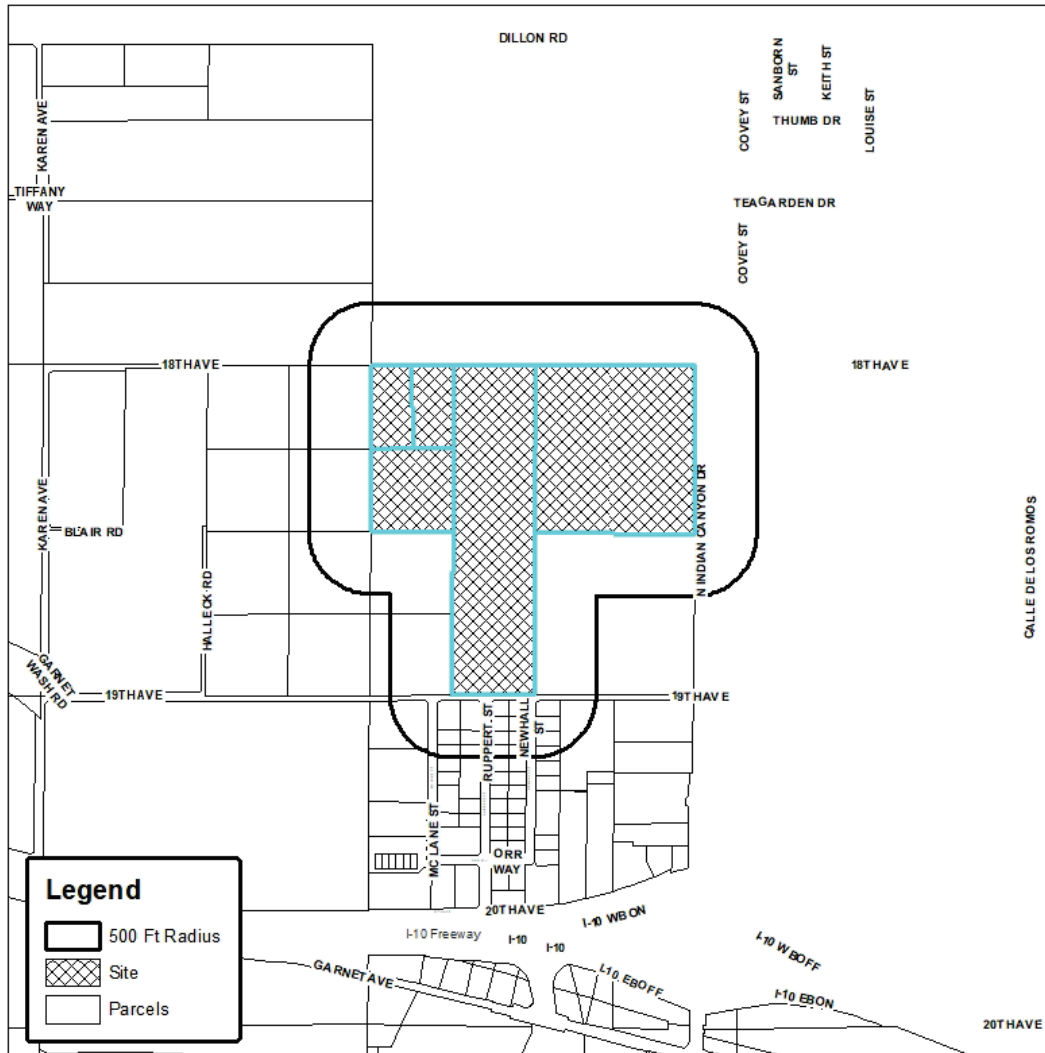 DILLON RD
SANBORN
ST
KEITH ST
COVEY ST
LOUISE ST
THUMB DR
KAREN AVE
TIFFANY
WAY
TEAGARDEN DR
COVEY ST
18TH AVE
18TH AVE
N INDIAN CANYON DR
KAREN AVE
BLAIR RD
CALLE DE LOS ROMOS
HALLECK RD
GARNET
WASH RD
19TH AVE
19TH AVE
RUPPERT ST
NEWHALL
ST
MC LANE ST
ORR
WAY
20TH AVE
I-10 WB ON
I-10 Freeway
I-10
I-10
I-10 WB OFF
GARNET AVE
I-10 EB OFF
I-10 EB ON
20TH AVE
Legend
500 Ft Radius
Site
Parcels